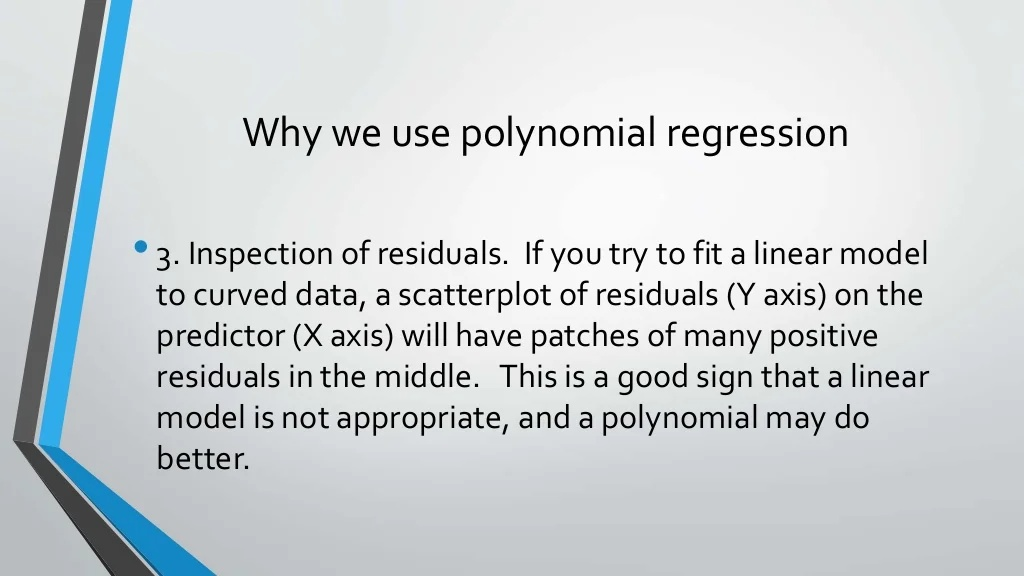 Why we use polynomial regression
• 3. Inspection of residuals.  If you try to fit a linear model
to curved data, a scatterplot of residuals (Y axis) on the
predictor (X axis) will have patches of many positive
residuals in the middle.   This is a good sign that a linear
model is not appropriate, and a polynomial may do
better.